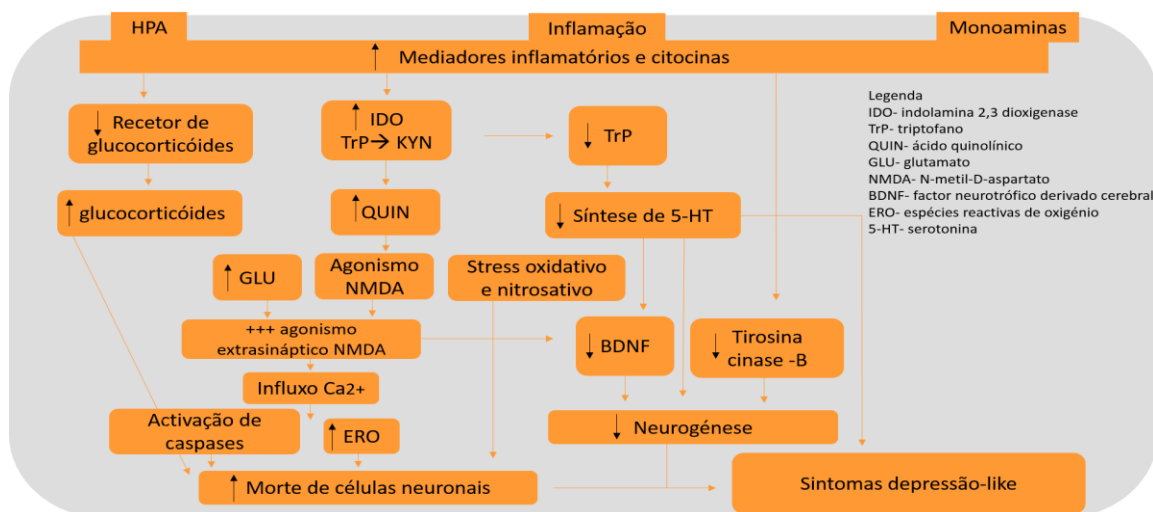 HPA
Inflamação
Monoaminas
↑ Mediadores inflamatórios e citocinas
↓ Recetor de
glucocorticóides
↑ IDO
TrP→ KYN
↓ TrP
Legenda
IDO- indolamina 2,3 dioxigenase
TrP- triptofano
QUIN- ácido quinolínico
GLU- glutamato
NMDA- N-metil-D-aspartato
BDNF- factor neurotrófico derivado cerebral
ERO- espécies reactivas de oxigénio
5-HT- serotonina
↑ glucocorticóides
↑ QUIN
↓ Síntese de 5-HT
↑ GLU
Agonismo
NMDA
Stress oxidativo
e nitrosativo
+++ agonismo
extrasináptico NMDA
↓ BDNF
↓ Tirosina
cinase -B
Influxo Ca2+
Activação de
caspases
↑ ERO
↓ Neurogénese
↑ Morte de células neuronais
Sintomas depressão-like